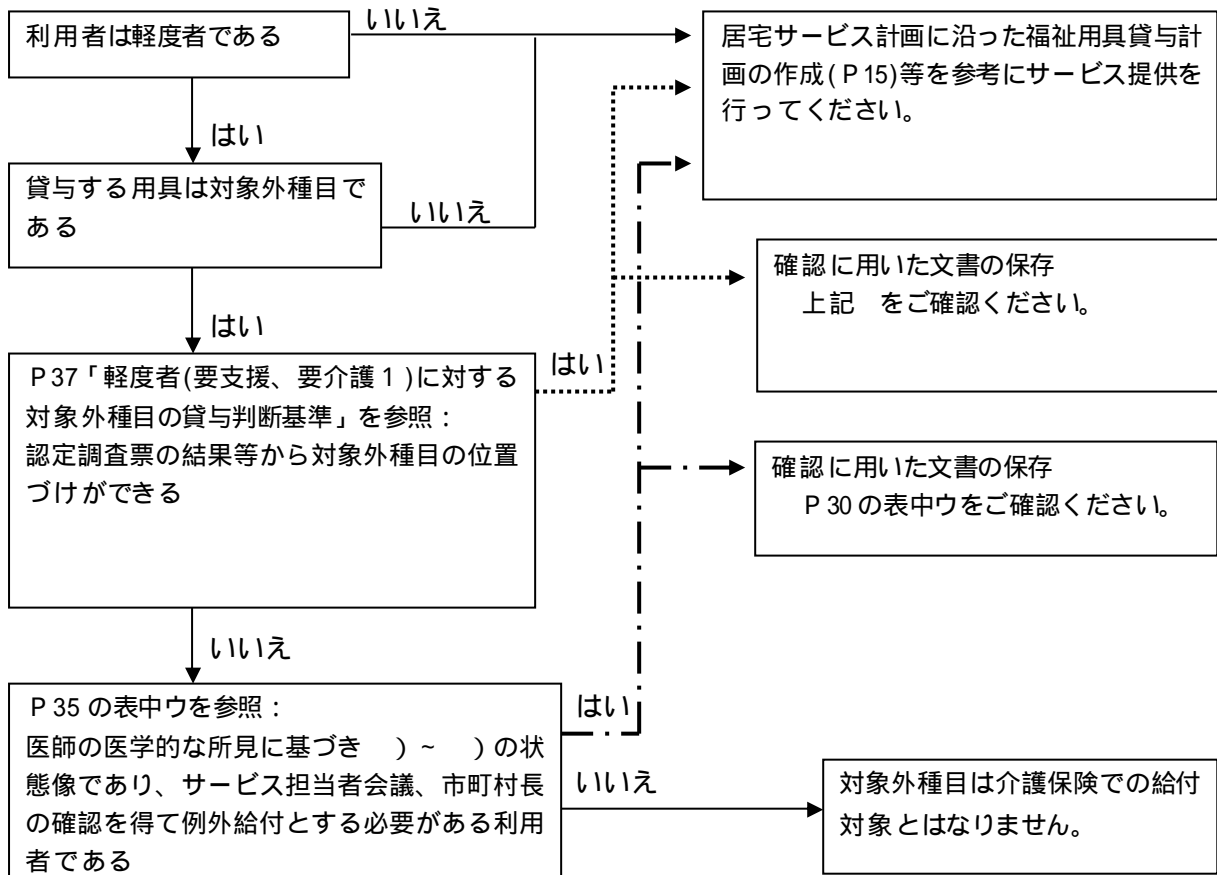 利用者は軽度者である
いいえ
居宅サービス計画に沿った福祉用具貸与計
画の作成(P15)等を参考にサービス提供を
行ってください。
はい
貸与する用具は対象外種目で
ある
いいえ
確認に用いた文書の保存
上記　をご確認ください。
はい
P37「軽度者(要支援、要介護1)に対する
対象外種目の貸与判断基準」を参照：
認定調査票の結果等から対象外種目の位置
づけができる
はい
確認に用いた文書の保存
P30の表中ウをご確認ください。
いいえ
P35の表中ウを参照：
医師の医学的な所見に基づき　）~　）の状
態像であり、サービス担当者会議、市町村長
の確認を得て例外給付とする必要がある利用
者である
はい
いいえ
対象外種目は介護保険での給付
対象とはなりません。